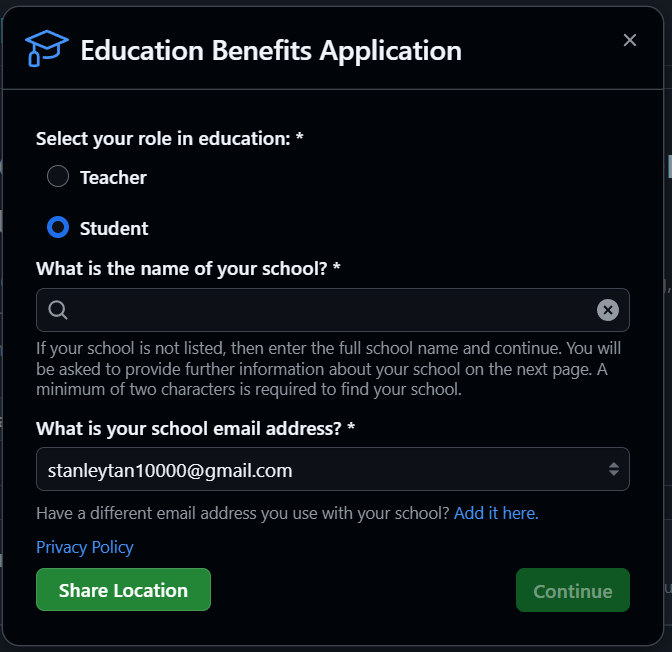 Education Benefits Application
Select your role in education: *
Teacher
Student
What is the name of your school? *
If your school is not listed, then enter the full school name and continue. You will
be asked to provide further information about your school on the next page. A
minimum of two characters is required to find your school.
What is your school email address? *
stanleytan10000@gmail.com
Have a different email address you use with your school? Add it here.
Privacy Policy
Share Location
Continue